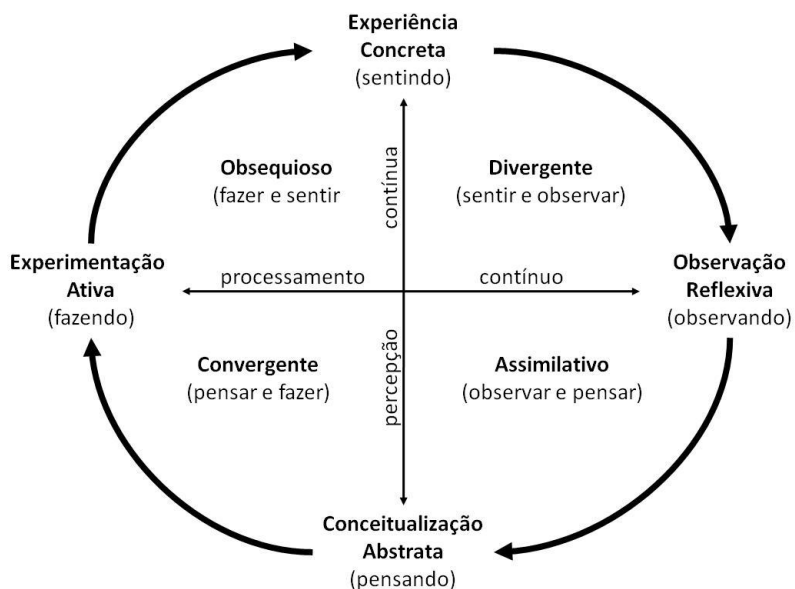 Experiência
Concreta
(sentindo)
Obsequioso
(fazer e sentir
contínua
Divergente
(sentir e observar)
Experimentação
Ativa
(fazendo)
processamento
contínuo
Observação
Reflexiva
(observando)
Convergente
(pensar e fazer)
percepção
Assimilativo
(observar e pensar)
Conceitualização
Abstrata
(pensando)